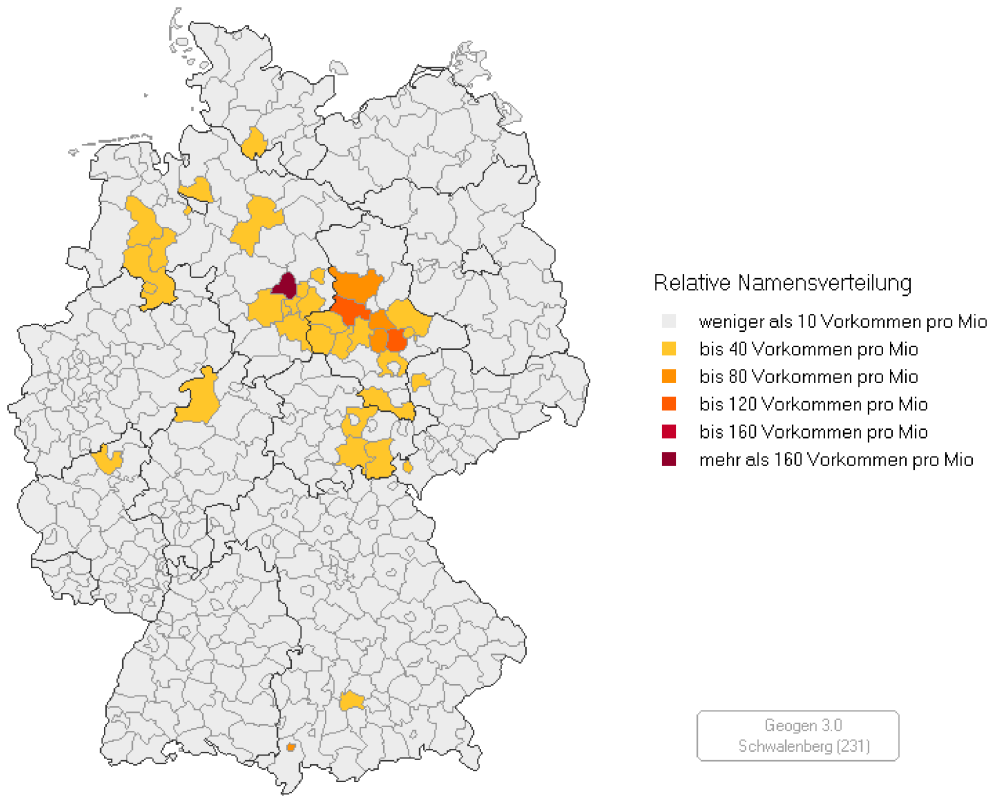 Relative Namensverteilung
weniger als 10 Vorkommen pro Mio
bis 40 Vorkommen pro Mio
bis 80 Vorkommen pro Mio
bis 120 Vorkommen pro Mio
bis 160 Vorkommen pro Mio
mehr als 160 Vorkommen pro Mio
Geogen 3.0
Schwalenberg (231)